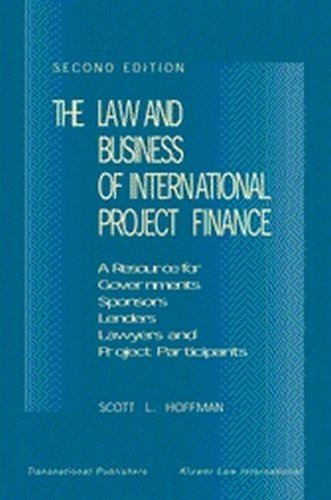 SECOND EDITION
THE LAW AND
BUSINESS
OF INTERNATIONAL
PROJECT FINANCE
A Resource for
Governments
Sponsors
Lenders
Lawyers and
Project Participants
SCOTT L. HOFFMAN
Transnational Publishers Kluwer Law International